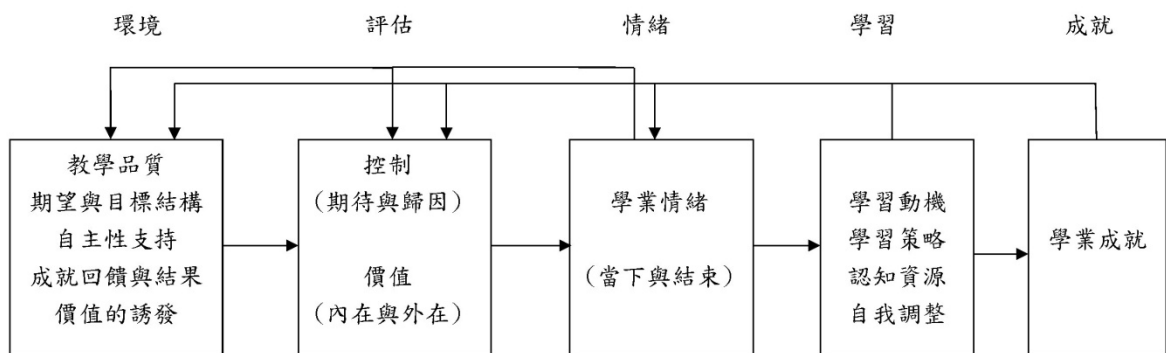 環境 評估 情緒 學習 成就
教學品質
期望與目標結構
自主性支持
成就回饋與結果
價值的誘發
控制
(期待與歸因)
價值
(內在與外在)
學業情緒
(當下與結束)
學習動機
學習策略
認知資源
自我調整
學業成就